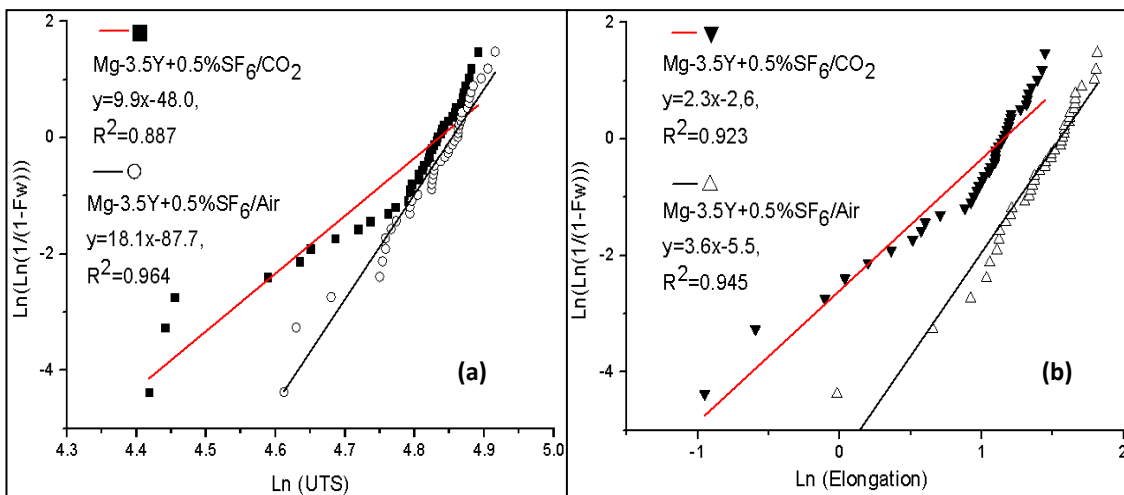 Mg-3.5Y+0.5%SF6/CO2
y=9.9x-48.0,
R2=0.887
Mg-3.5Y+0.5%SF6/Air
y=18.1x-87.7,
R2=0.964
(a)
Ln(Ln(1/(1-Fw)))
2
0
-2
-4
4.3 4.4 4.5 4.6 4.7 4.8 4.9 5.0
Ln (UTS)
Mg-3.5Y+0.5%SF6/CO2
y=2.3x-2,6,
R2=0.923
Mg-3.5Y+0.5%SF6/Air
y=3.6x-5.5,
R2=0.945
(b)
Ln(Ln(1/(1-Fw)))
2
0
-2
-4
-1 0 1 2
Ln (Elongation)